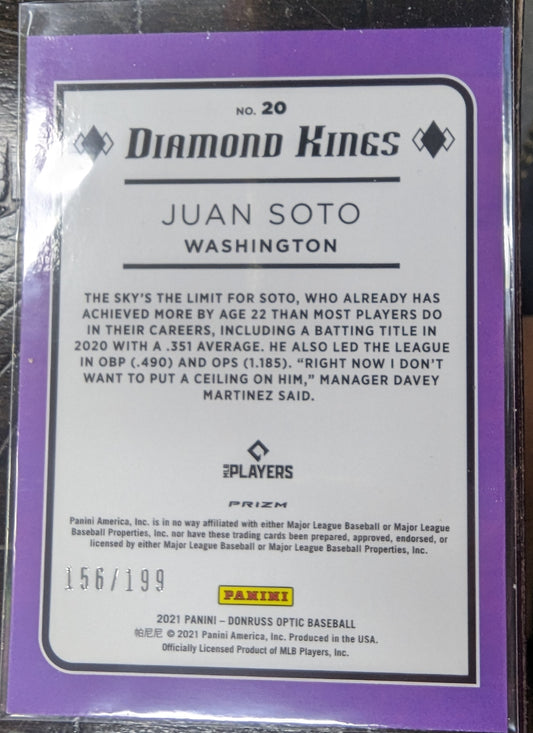 NO. 20
DIAMOND KINGS
JUAN SOTO
WASHINGTON
THE SKY'S THE LIMIT FOR SOTO, WHO ALREADY HAS
ACHIEVED MORE BY AGE 22 THAN MOST PLAYERS DO
IN THEIR CAREERS, INCLUDING A BATTING TITLE IN
2020 WITH A .351 AVERAGE. HE ALSO LED THE LEAGUE
IN OBP (.490) AND OPS (1.185). “RIGHT NOW I DON'T
WANT TO PUT A CEILING ON HIM,” MANAGER DAVEY
MARTINEZ SAID.
MLB PLAYERS
PRIZM
Panini America, Inc. is in no way affiliated with either Major League Baseball or Major League
Baseball Properties, Inc. nor have these trading cards been prepared, approved, endorsed, or
licensed by either Major League Baseball or Major League Baseball Properties, Inc.
156/199
PANINI
2021 PANINI – DONRUSS OPTIC BASEBALL
帕尼尼 © 2021 Panini America, Inc. Produced in the USA.
Officially Licensed Product of MLB Players, Inc.